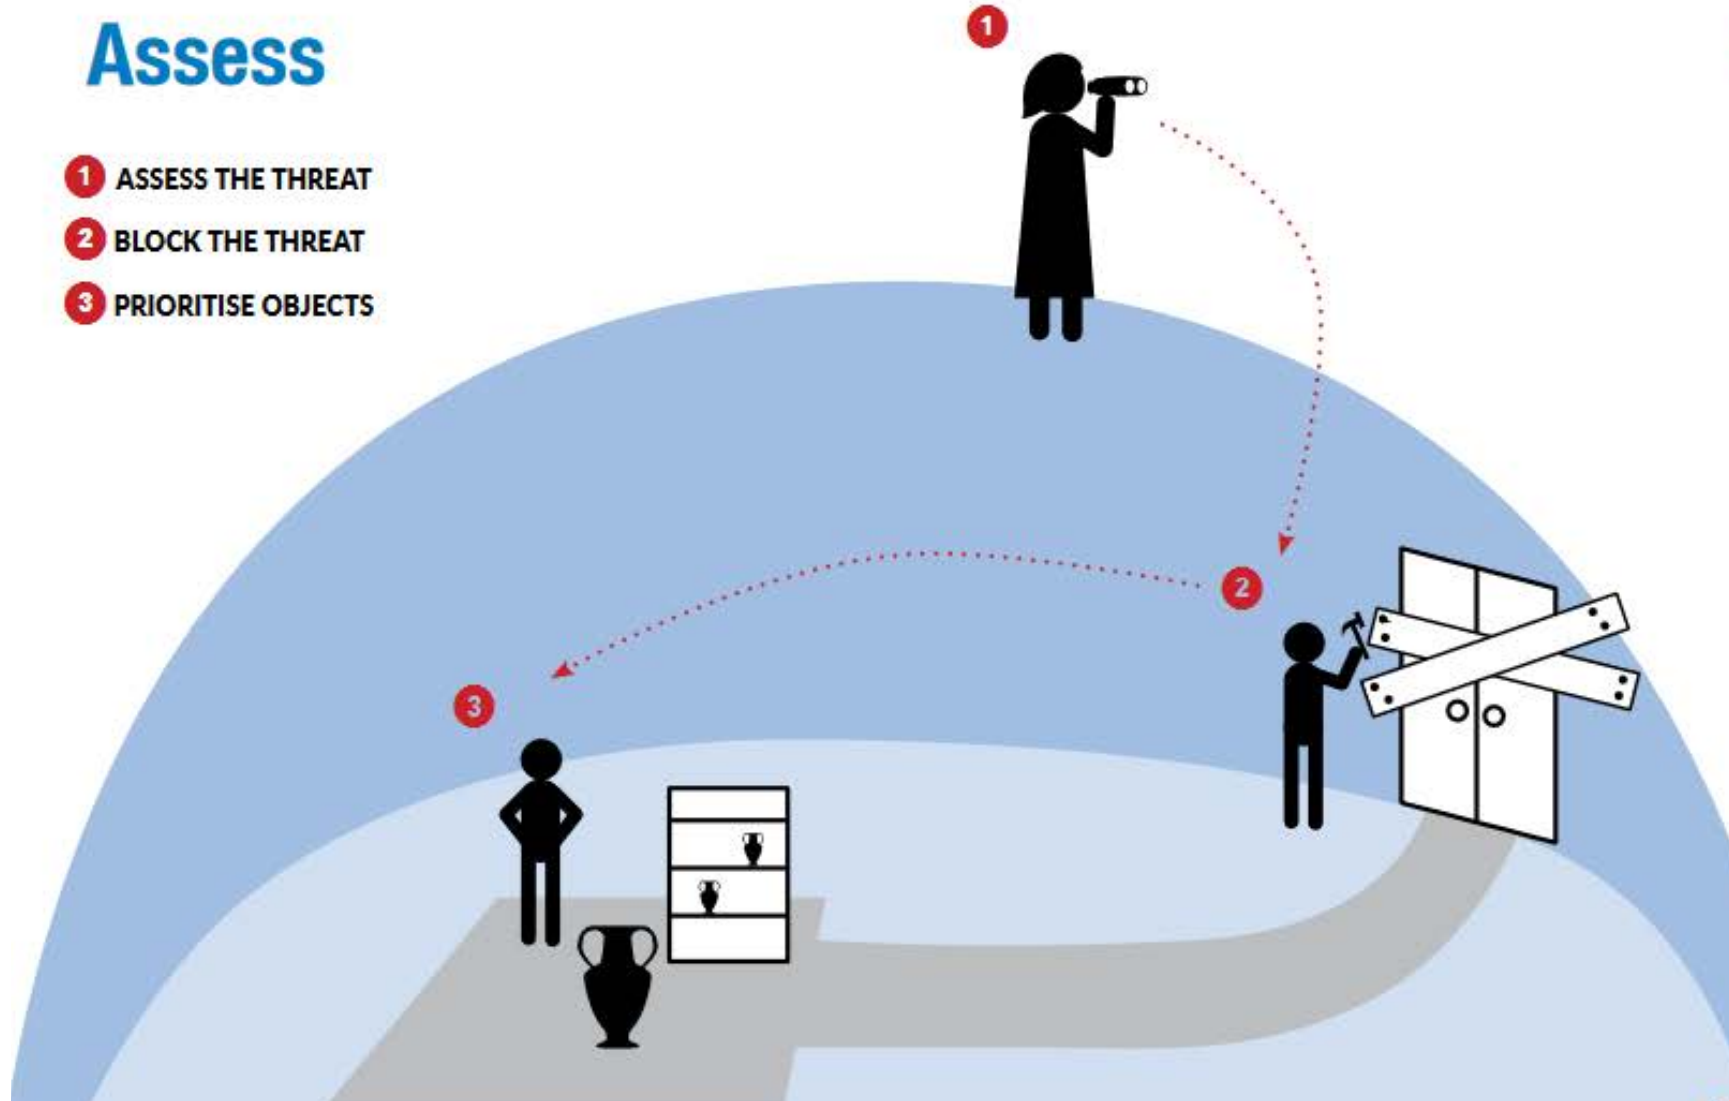 Assess
1 ASSESS THE THREAT
2 BLOCK THE THREAT
3 PRIORITISE OBJECTS
1
2
3